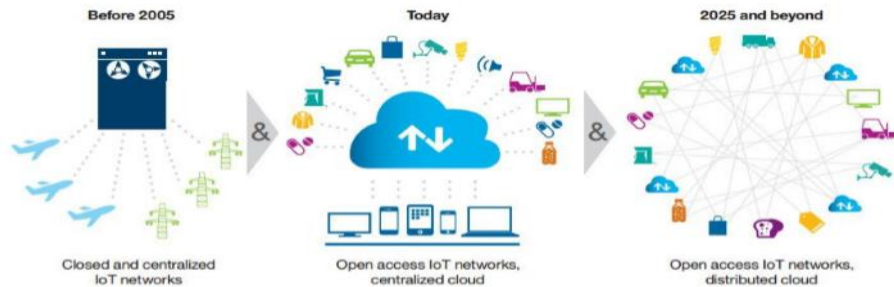 Before 2005
Today
2025 and beyond
&
&
Closed and centralized
IoT networks
Open access IoT networks,
centralized cloud
Open access IoT networks,
distributed cloud